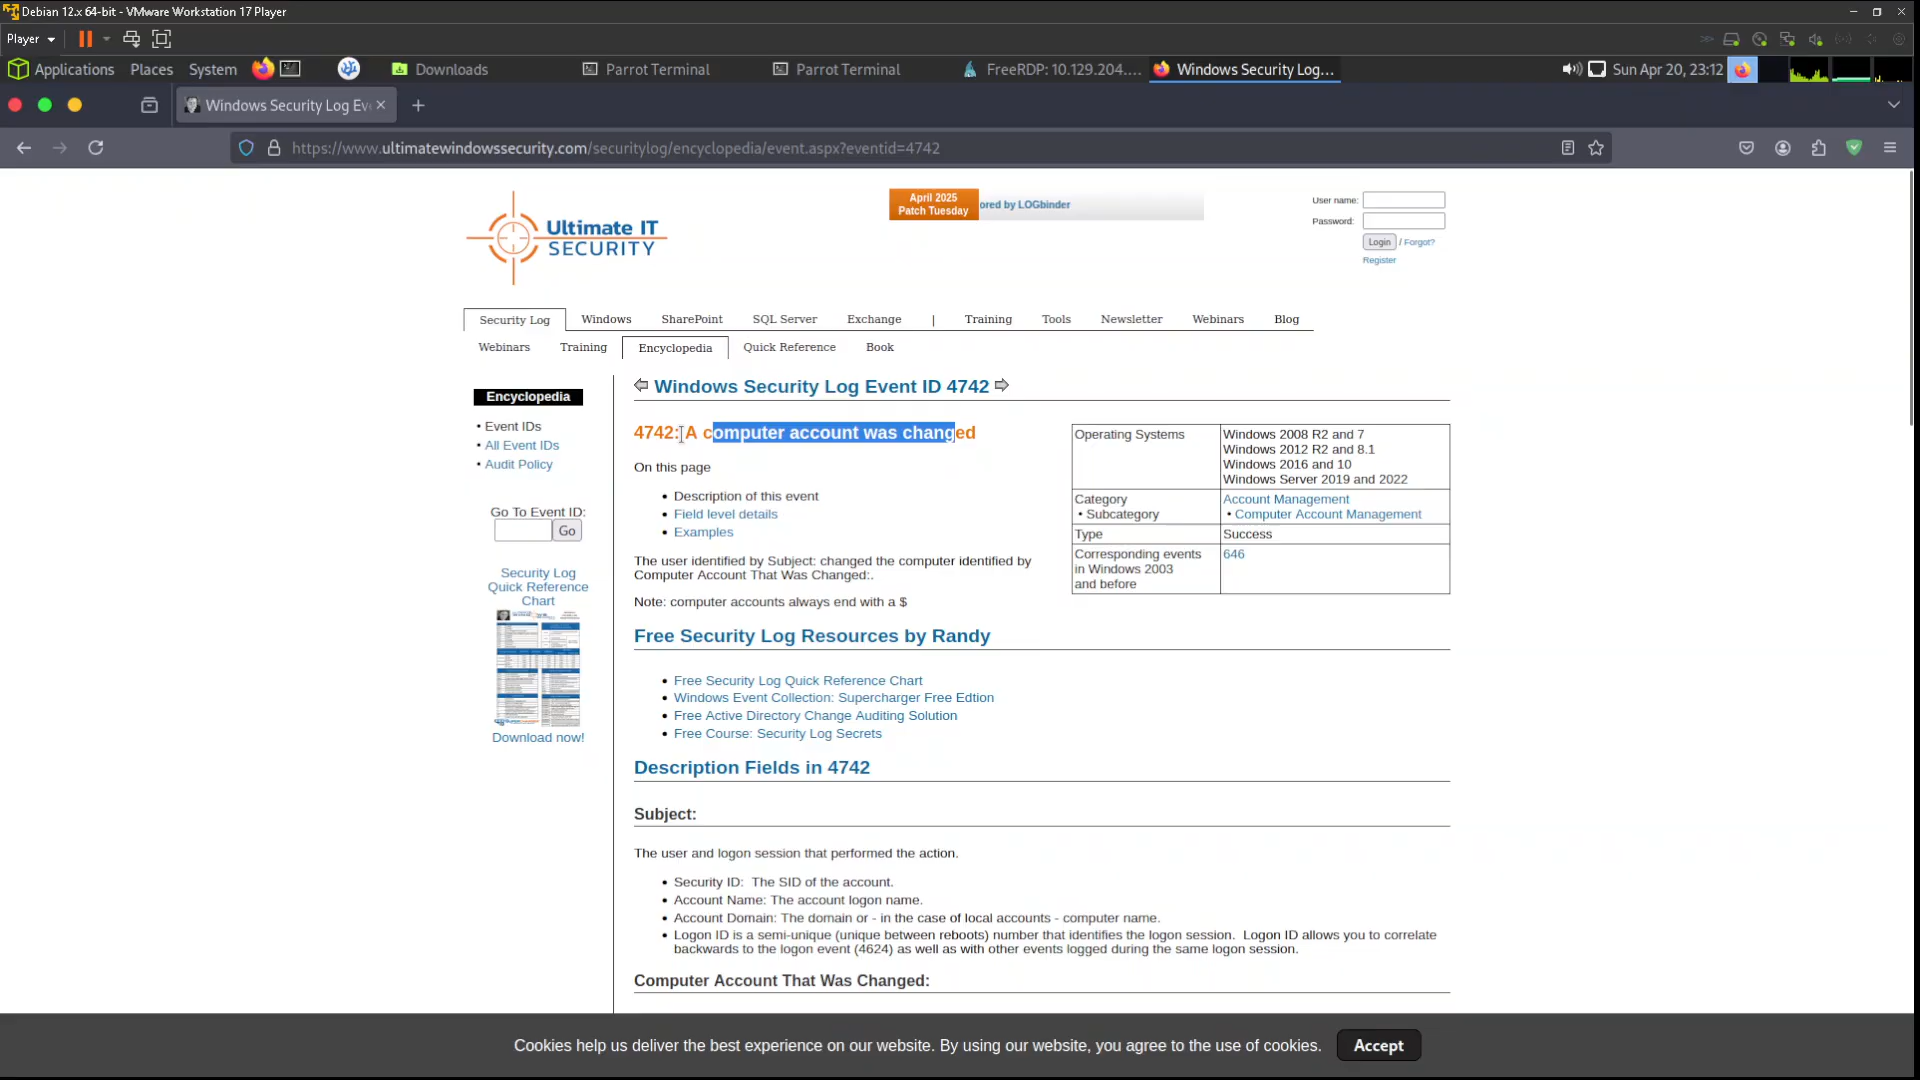 Debian 12.x 64-bit - VMware Workstation 17 Player
Player
Applications Places System Downloads Parrot Terminal Parrot Terminal FreeRDP: 10.129.204.... Windows Security Log... Sun Apr 20, 23:12
Windows Security Log Ev
https://www.ultimatewindowssecurity.com/securitylog/encyclopedia/event.aspx?eventid=4742
Ultimate IT
SECURITY
April 2025
Patch Tuesday
ored by LOGbinder
User name:
Password:
Login / Forgot?
Register
Security Log Windows SharePoint SQL Server Exchange | Training Tools Newsletter Webinars Blog
Webinars Training Encyclopedia Quick Reference Book
Encyclopedia
• Event IDs
• All Event IDs
• Audit Policy
Go To Event ID:
Go
Security Log
Quick Reference
Chart
Download now!
Windows Security Log Event ID 4742
4742: A computer account was changed
On this page
• Description of this event
• Field level details
• Examples
The user identified by Subject: changed the computer identified by
Computer Account That Was Changed:.
Note: computer accounts always end with a $
Operating Systems
Windows 2008 R2 and 7
Windows 2012 R2 and 8.1
Windows 2016 and 10
Windows Server 2019 and 2022
Category
• Subcategory
Account Management
• Computer Account Management
Type
Success
Corresponding events
in Windows 2003
and before
646
Free Security Log Resources by Randy
• Free Security Log Quick Reference Chart
• Windows Event Collection: Supercharger Free Edtion
• Free Active Directory Change Auditing Solution
• Free Course: Security Log Secrets
Description Fields in 4742
Subject:
The user and logon session that performed the action.
• Security ID:  The SID of the account.
• Account Name: The account logon name.
• Account Domain: The domain or - in the case of local accounts - computer name.
• Logon ID is a semi-unique (unique between reboots) number that identifies the logon session.  Logon ID allows you to correlate
backwards to the logon event (4624) as well as with other events logged during the same logon session.
Computer Account That Was Changed:
Cookies help us deliver the best experience on our website. By using our website, you agree to the use of cookies.
Accept